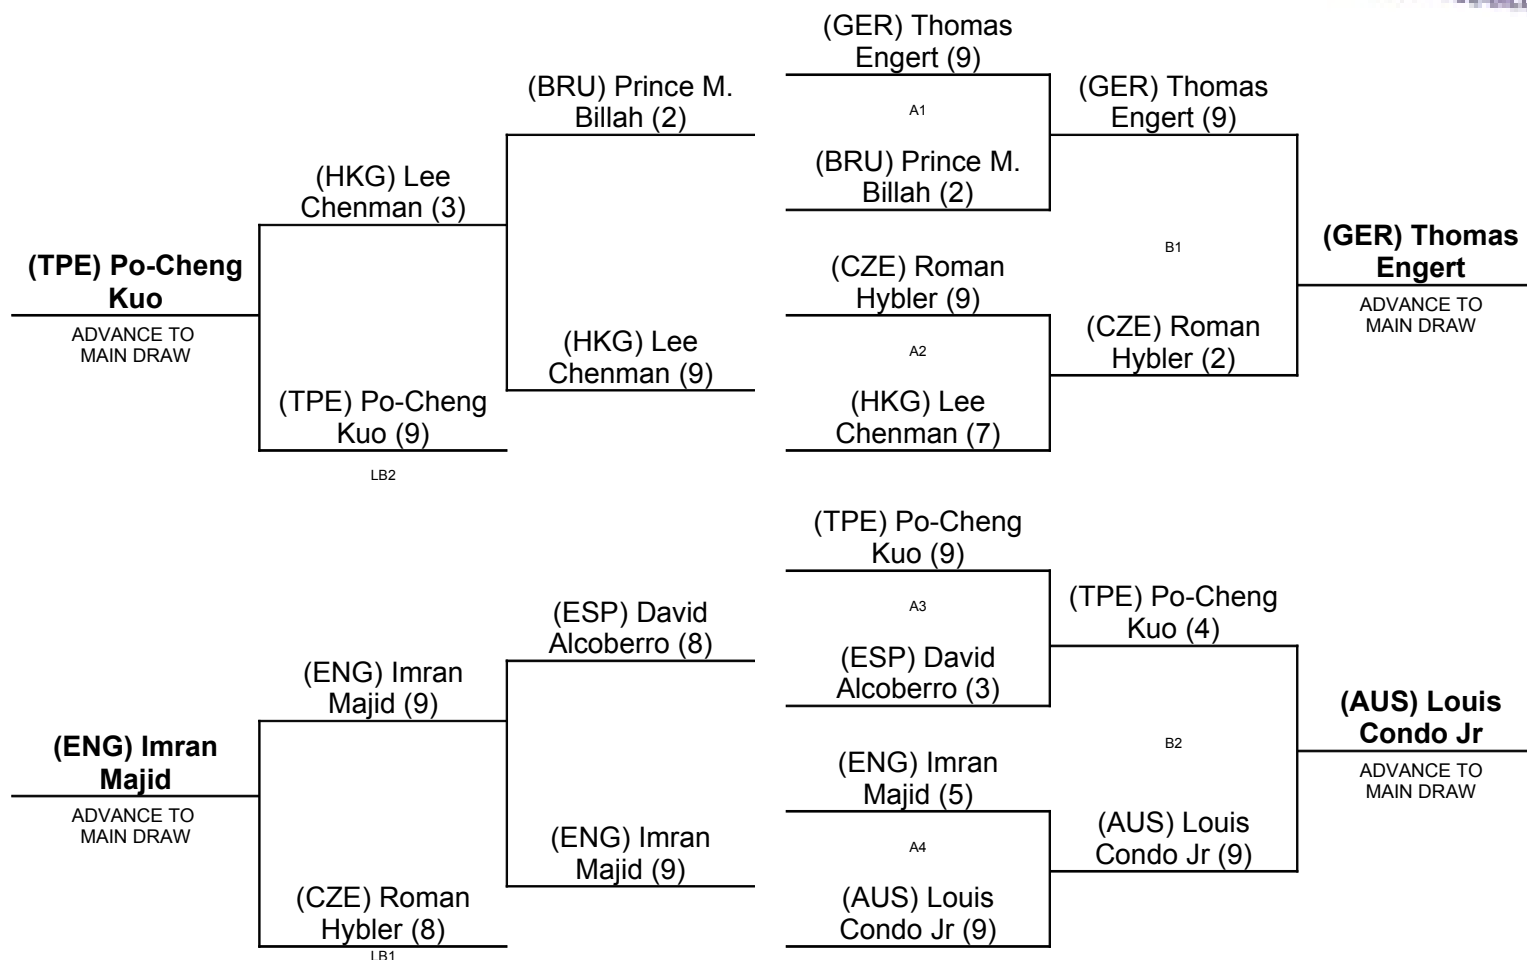 (GER) Thomas
Engert (9)
(BRU) Prince M.
Billah (2)
(GER) Thomas
Engert (9)
A1
(HKG) Lee
Chenman (3)
(BRU) Prince M.
Billah (2)
(TPE) Po-Cheng
Kuo
(CZE) Roman
Hybler (9)
B1
(GER) Thomas
Engert
ADVANCE TO
MAIN DRAW
(HKG) Lee
Chenman (9)
A2
(CZE) Roman
Hybler (2)
ADVANCE TO
MAIN DRAW
(TPE) Po-Cheng
Kuo (9)
(HKG) Lee
Chenman (7)
LB2
(TPE) Po-Cheng
Kuo (9)
(ESP) David
Alcoberro (8)
A3
(TPE) Po-Cheng
Kuo (4)
(ENG) Imran
Majid (9)
(ESP) David
Alcoberro (3)
(AUS) Louis
Condo Jr
(ENG) Imran
Majid
(ENG) Imran
Majid (5)
B2
ADVANCE TO
MAIN DRAW
ADVANCE TO
MAIN DRAW
(ENG) Imran
Majid (9)
A4
(AUS) Louis
Condo Jr (9)
(CZE) Roman
Hybler (8)
(AUS) Louis
Condo Jr (9)
LB1